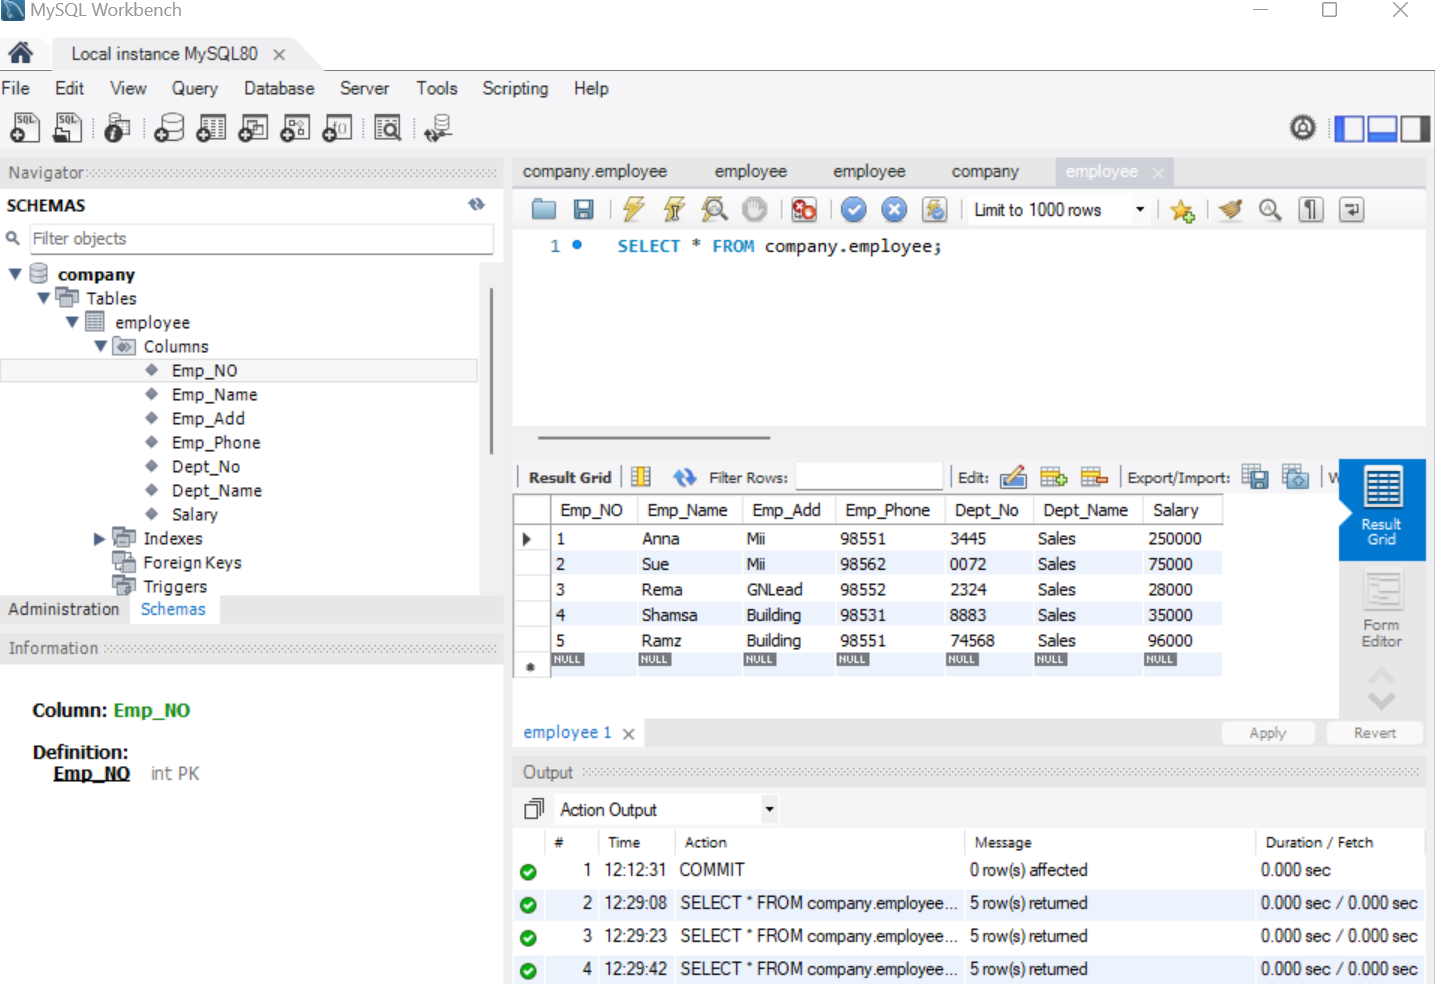 MySQL Workbench
Local instance MySQL80
File Edit View Query Database Server Tools Scripting Help
Navigator
SCHEMAS
Filter objects
company
Tables
employee
Columns
Emp_NO
Emp_Name
Emp_Add
Emp_Phone
Dept_No
Dept_Name
Salary
Indexes
Foreign Keys
Triggers
Administration Schemas
Information
Column: Emp_NO
Definition:
Emp_NO int PK
company.employee employee employee company employee
Limit to 1000 rows
1 SELECT * FROM company.employee;
Result Grid Filter Rows: Edit: Export/Import: W
Emp_NO Emp_Name Emp_Add Emp_Phone Dept_No Dept_Name Salary
1 Anna Mii 98551 3445 Sales 250000
2 Sue Mii 98562 0072 Sales 75000
3 Rema GNLead 98552 2324 Sales 28000
4 Shamsa Building 98531 8883 Sales 35000
5 Ramz Building 98551 74568 Sales 96000
NULL NULL NULL NULL NULL NULL NULL
Result
Grid
Form
Editor
employee 1
Apply Revert
Output
Action Output
# Time Action Message Duration / Fetch
1 12:12:31 COMMIT 0 row(s) affected 0.000 sec
2 12:29:08 SELECT * FROM company.employee... 5 row(s) returned 0.000 sec / 0.000 sec
3 12:29:23 SELECT * FROM company.employee... 5 row(s) returned 0.000 sec / 0.000 sec
4 12:29:42 SELECT * FROM company.employee... 5 row(s) returned 0.000 sec / 0.000 sec